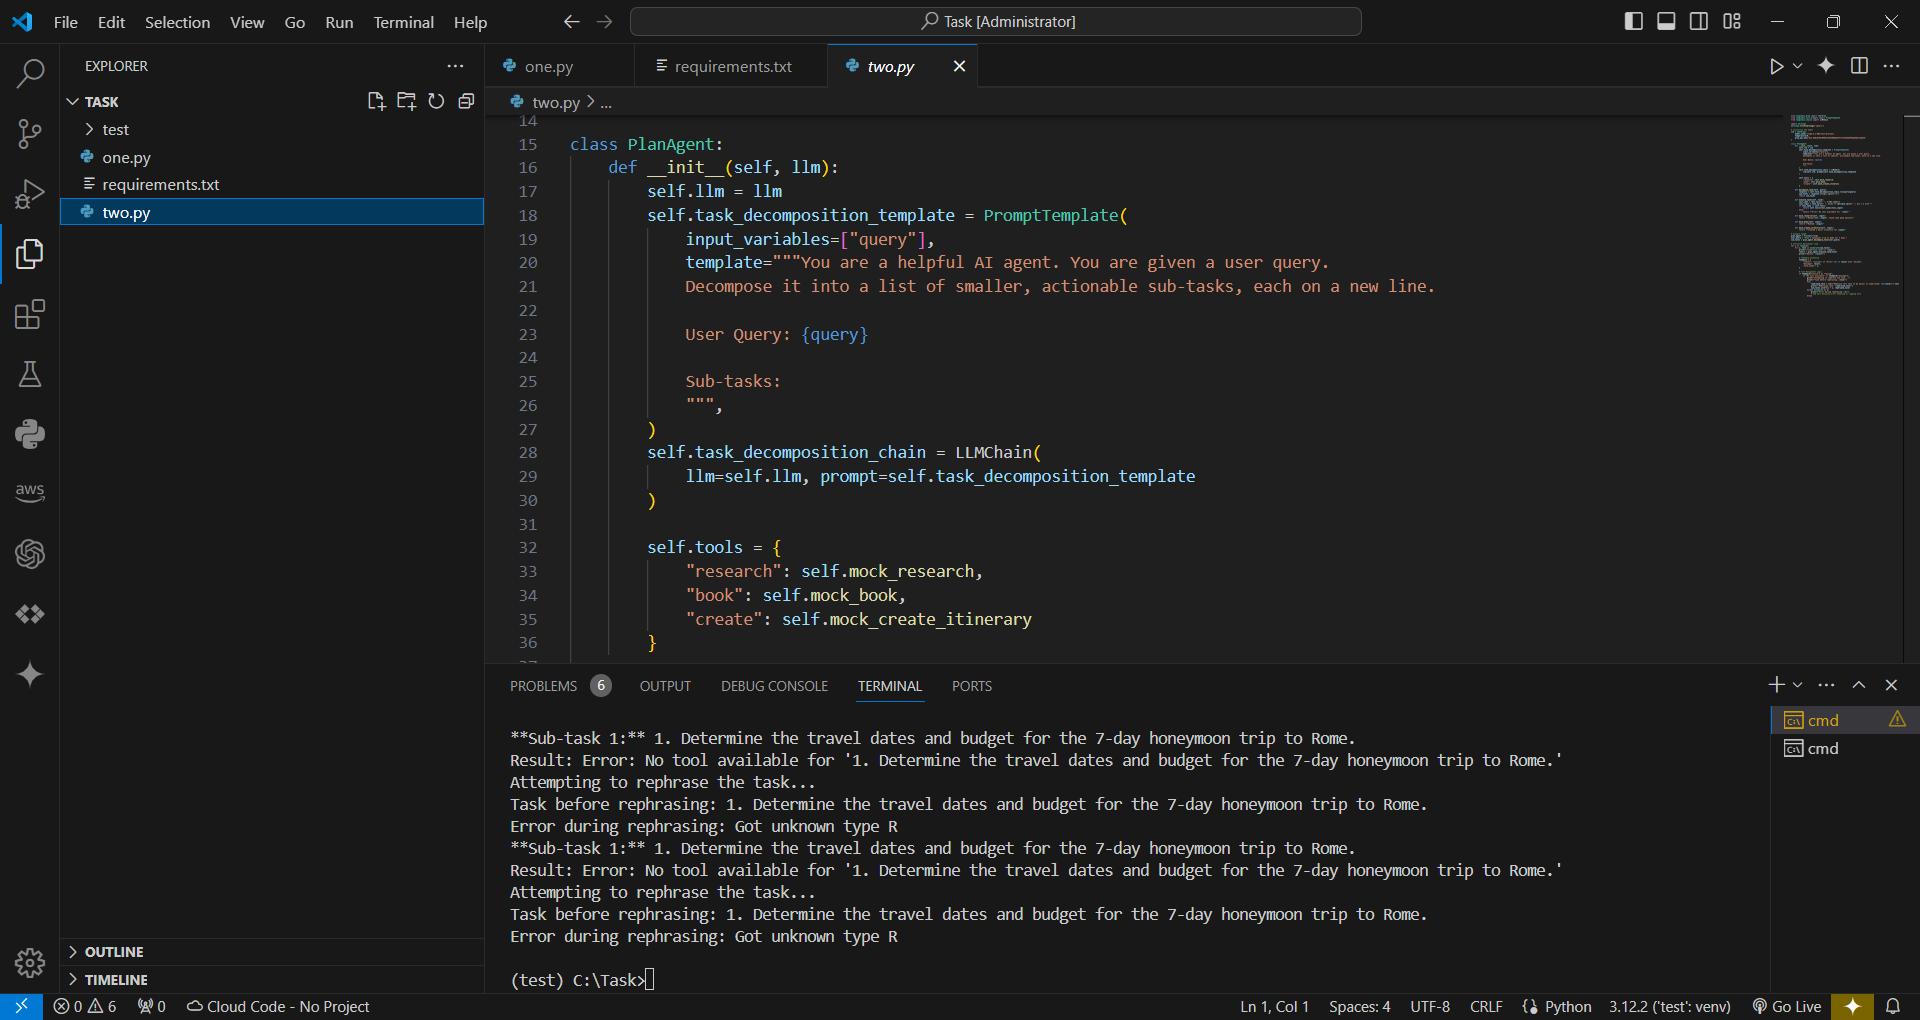 File Edit Selection View Go Run Terminal Help
Task [Administrator]
EXPLORER
TASK
test
one.py
requirements.txt
two.py
OUTLINE
TIMELINE
aws
one.py requirements.txt two.py
two.py > ...
14
15 class PlanAgent:
16 def __init__(self, llm):
17 self.llm = llm
18 self.task_decomposition_template = PromptTemplate(
19 input_variables=["query"],
20 template="""You are a helpful AI agent. You are given a user query.
21 Decompose it into a list of smaller, actionable sub-tasks, each on a new line.
22
23 User Query: {query}
24
25 Sub-tasks:
26 """,
27 )
28 self.task_decomposition_chain = LLMChain(
29 llm=self.llm, prompt=self.task_decomposition_template
30 )
31
32 self.tools = {
33 "research": self.mock_research,
34 "book": self.mock_book,
35 "create": self.mock_create_itinerary
36 }
PROBLEMS 6 OUTPUT DEBUG CONSOLE TERMINAL PORTS
cmd
cmd
**Sub-task 1:** 1. Determine the travel dates and budget for the 7-day honeymoon trip to Rome.
Result: Error: No tool available for '1. Determine the travel dates and budget for the 7-day honeymoon trip to Rome.'
Attempting to rephrase the task...
Task before rephrasing: 1. Determine the travel dates and budget for the 7-day honeymoon trip to Rome.
Error during rephrasing: Got unknown type R
**Sub-task 1:** 1. Determine the travel dates and budget for the 7-day honeymoon trip to Rome.
Result: Error: No tool available for '1. Determine the travel dates and budget for the 7-day honeymoon trip to Rome.'
Attempting to rephrase the task...
Task before rephrasing: 1. Determine the travel dates and budget for the 7-day honeymoon trip to Rome.
Error during rephrasing: Got unknown type R
(test) C:\Task>
0 6 0 Cloud Code - No Project Ln 1, Col 1 Spaces: 4 UTF-8 CRLF Python 3.12.2 ('test': venv) Go Live